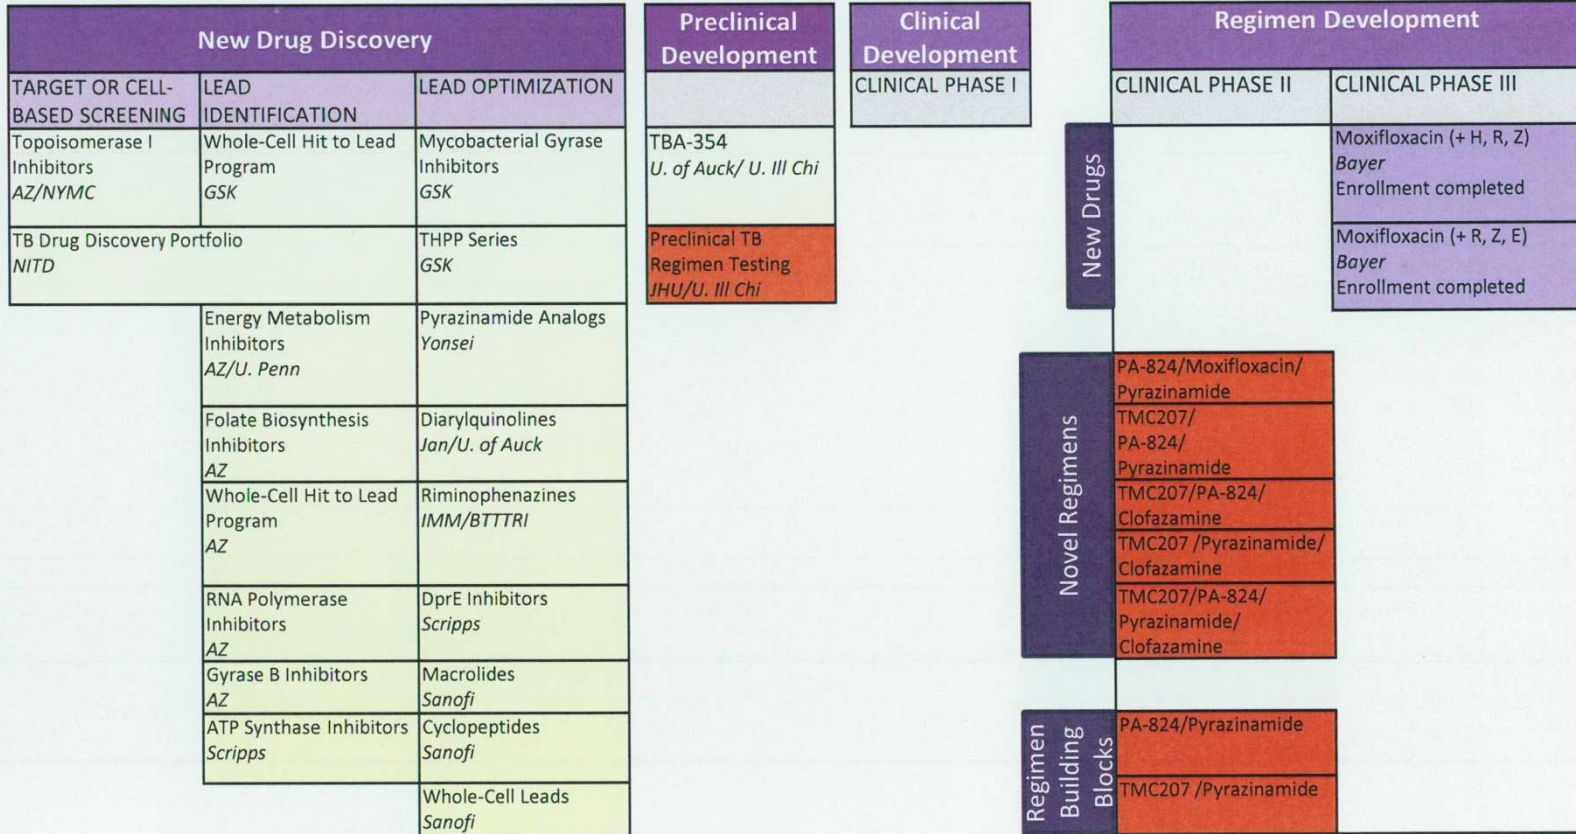 New Drug Discovery
TARGET OR CELL-
BASED SCREENING
LEAD
IDENTIFICATION
LEAD OPTIMIZATION
Topoisomerase I
Inhibitors
AZ/NYMC
Whole-Cell Hit to Lead
Program
GSK
Mycobacterial Gyrase
Inhibitors
GSK
TB Drug Discovery Portfolio
NITD
THPP Series
GSK
Energy Metabolism
Inhibitors
AZ/U. Penn
Pyrazinamide Analogs
Yonsei
Folate Biosynthesis
Inhibitors
AZ
Diarylquinolines
Jan/U. of Auck
Whole-Cell Hit to Lead
Program
AZ
Riminophenazines
IMM/BTTTRI
RNA Polymerase
Inhibitors
AZ
DprE Inhibitors
Scripps
Gyrase B Inhibitors
AZ
Macrolides
Sanofi
ATP Synthase Inhibitors
Scripps
Cyclopeptides
Sanofi
Whole-Cell Leads
Sanofi
Preclinical
Development
TBA-354
U. of Auck/ U. Ill Chi
Preclinical TB
Regimen Testing
JHU/U. Ill Chi
Clinical
Development
CLINICAL PHASE I
Regimen Development
CLINICAL PHASE II
CLINICAL PHASE III
New Drugs
Moxifloxacin (+ H, R, Z)
Bayer
Enrollment completed
Moxifloxacin (+ R, Z, E)
Bayer
Enrollment completed
Novel Regimens
PA-824/Moxifloxacin/
Pyrazinamide
TMC207/
PA-824/
Pyrazinamide
TMC207/PA-824/
Clofazamine
TMC207 /Pyrazinamide/
Clofazamine
TMC207/PA-824/
Pyrazinamide/
Clofazamine
Regimen
Building
Blocks
PA-824/Pyrazinamide
TMC207 /Pyrazinamide